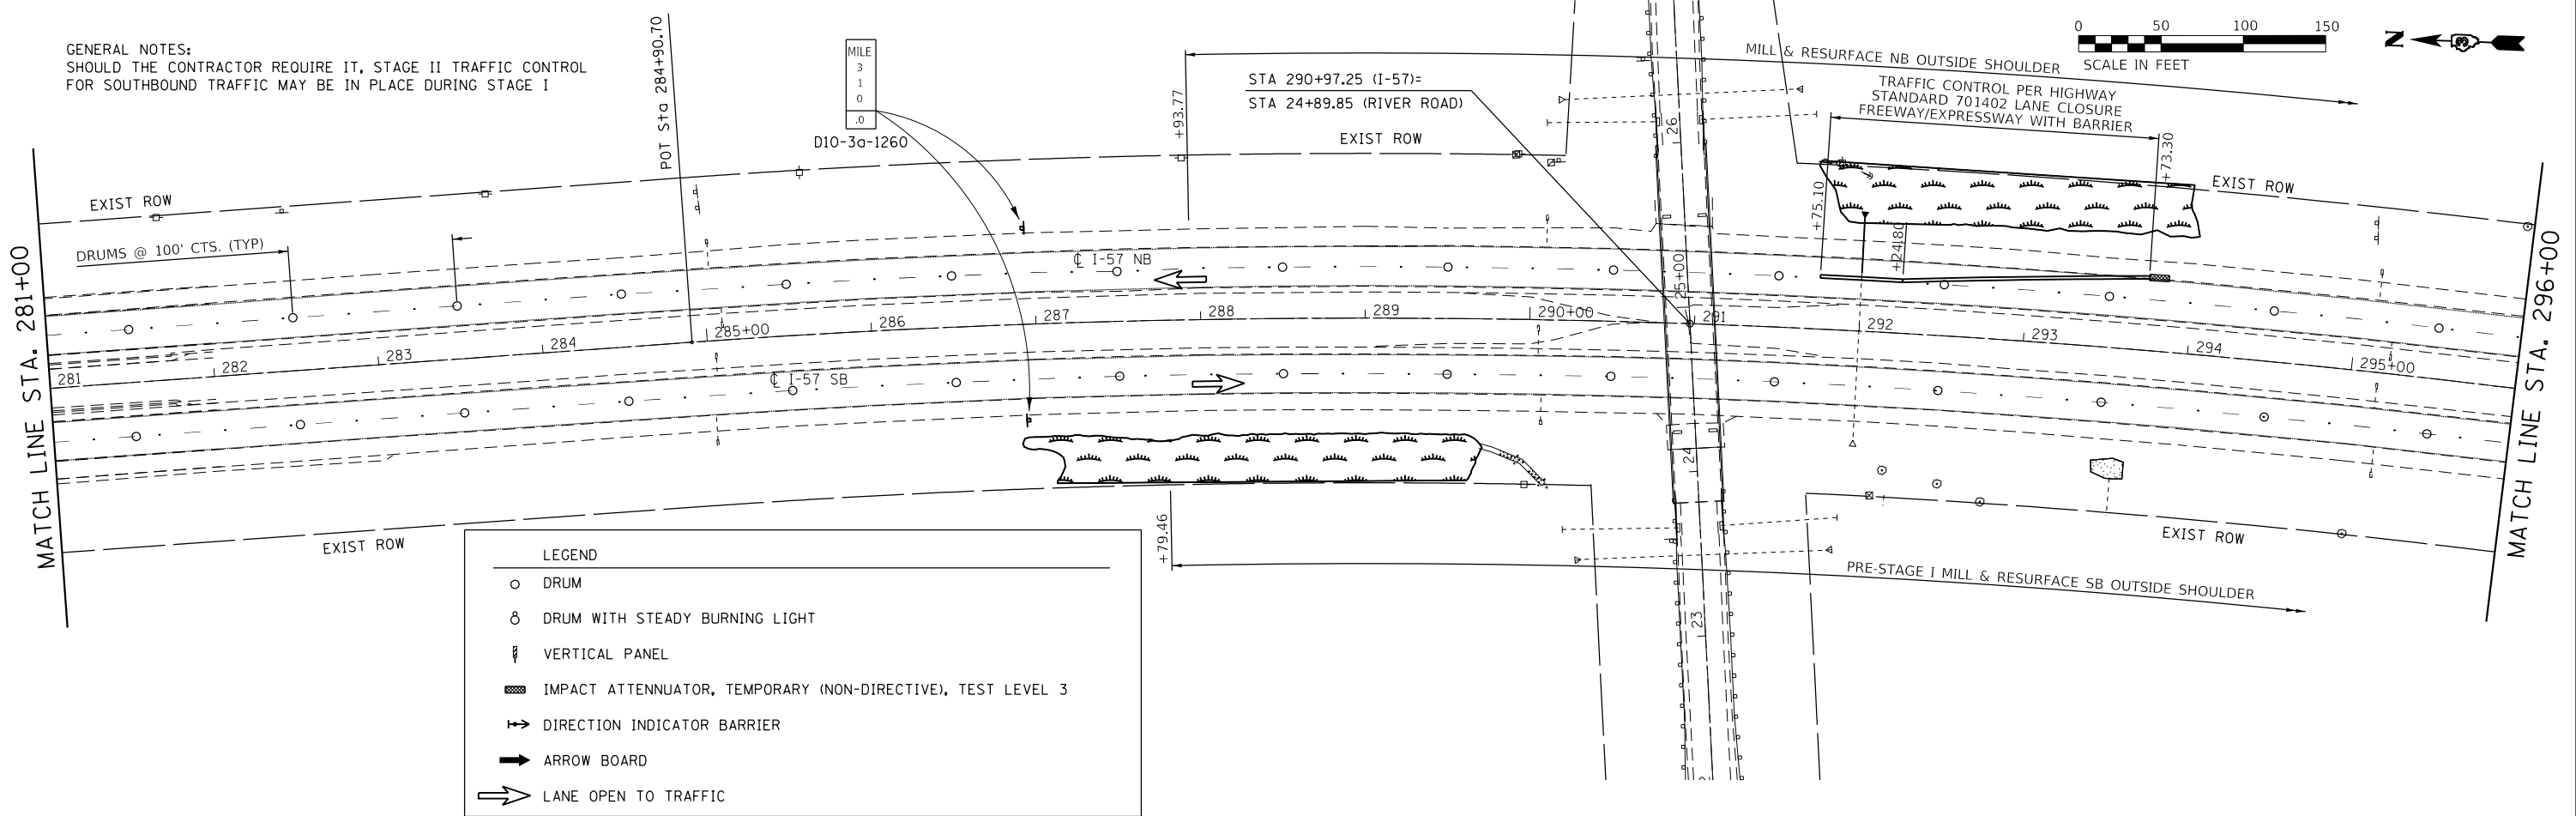 GENERAL NOTES:
SHOULD THE CONTRACTOR REQUIRE IT, STAGE II TRAFFIC CONTROL
FOR SOUTHBOUND TRAFFIC MAY BE IN PLACE DURING STAGE I
POT Sta 284+90.70
MILE
3
1
0
.0
D10-3a-1260
+93.77
STA 290+97.25 (I-57)=
STA 24+89.85 (RIVER ROAD)
EXIST ROW
MILL & RESURFACE NB OUTSIDE SHOULDER
TRAFFIC CONTROL PER HIGHWAY
STANDARD 701402 LANE CLOSURE
FREEWAY/EXPRESSWAY WITH BARRIER
0 50 100 150
SCALE IN FEET
N
3
26
+75.10
+24.80
+73.30
EXIST ROW
EXIST ROW
DRUMS @ 100' CTS. (TYP)
MATCH LINE STA. 281+00
℄ I-57 NB
25+00
281
282
283
284
285+00
286
287
288
289
290+00
291
292
293
294
295+00
℄ I-57 SB
MATCH LINE STA. 296+00
24
23
EXIST ROW
+79.46
EXIST ROW
PRE-STAGE I MILL & RESURFACE SB OUTSIDE SHOULDER
LEGEND
DRUM
DRUM WITH STEADY BURNING LIGHT
VERTICAL PANEL
IMPACT ATTENNUATOR, TEMPORARY (NON-DIRECTIVE), TEST LEVEL 3
DIRECTION INDICATOR BARRIER
ARROW BOARD
LANE OPEN TO TRAFFIC